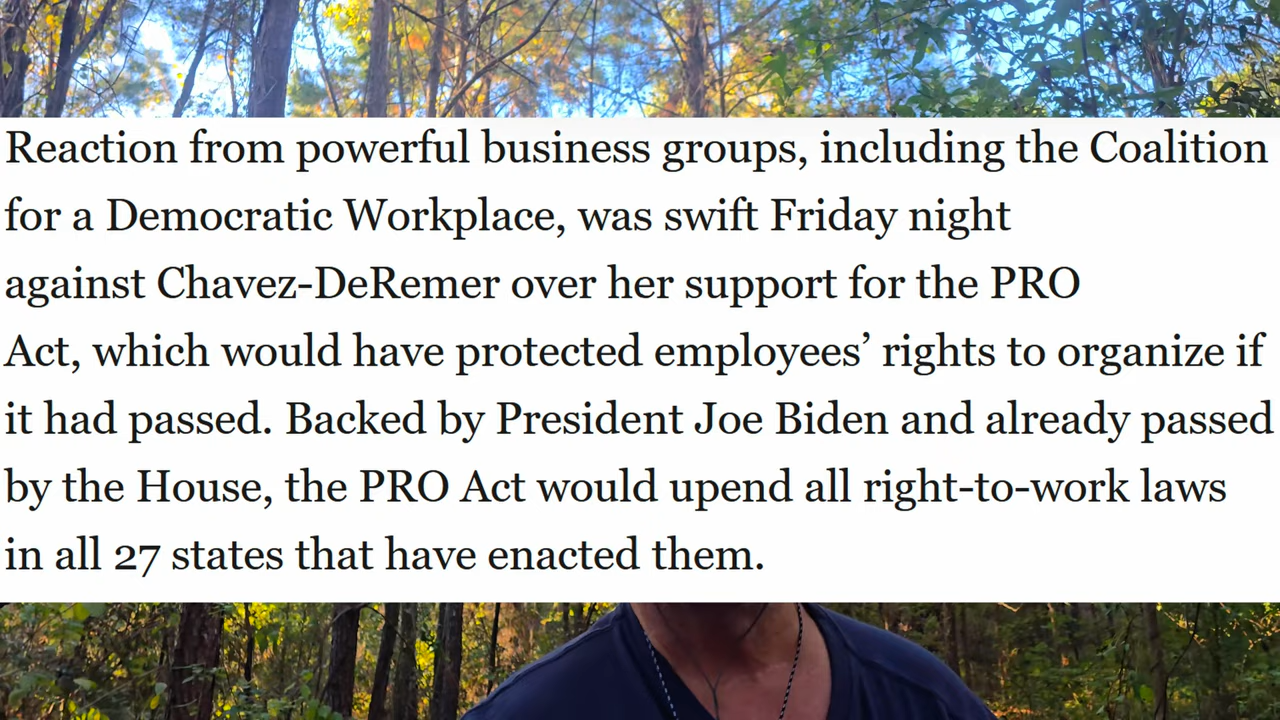 Reaction from powerful business groups, including the Coalition
for a Democratic Workplace, was swift Friday night
against Chavez-DeRemer over her support for the PRO
Act, which would have protected employees’ rights to organize if
it had passed. Backed by President Joe Biden and already passed
by the House, the PRO Act would upend all right-to-work laws
in all 27 states that have enacted them.